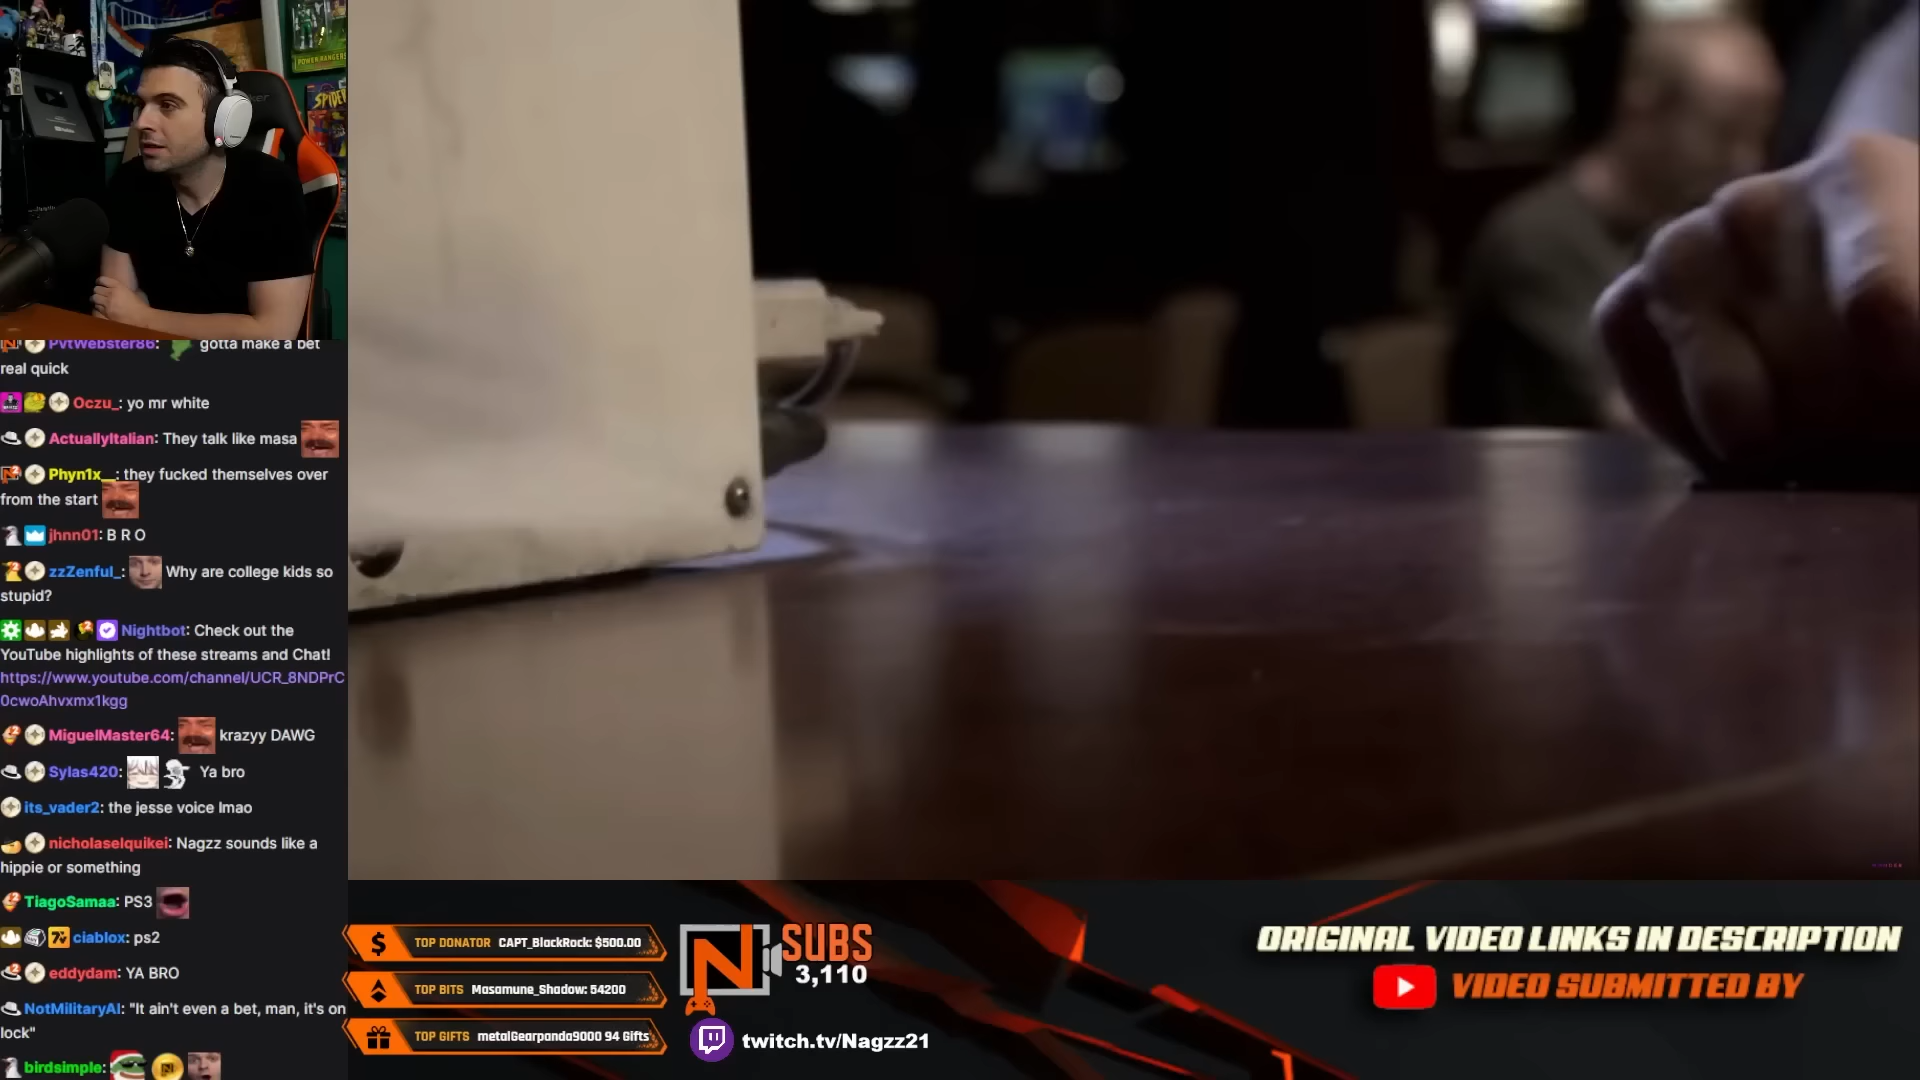 POWER RANGERS
SPIDER
PvtWebster86: gotta make a bet
real quick
Oczu_: yo mr white
ActuallyItalian: They talk like masa
Phyn1x__: they fucked themselves over
from the start
jhnn01: B R O
zzZenful_: Why are college kids so
stupid?
Nightbot: Check out the
YouTube highlights of these streams and Chat!
https://www.youtube.com/channel/UCR_8NDPrC
0cwoAhvxmx1kgg
MiguelMaster64: krazyy DAWG
Sylas420: Ya bro
its_vader2: the jesse voice lmao
nicholaselquikei: Nagzz sounds like a
hippie or something
TiagoSamaa: PS3
ciablox: ps2
eddydam: YA BRO
NotMilitaryAI: "It ain't even a bet, man, it's on
lock"
birdsimple:
TOP DONATOR CAPT_BlackRock: $500.00
TOP BITS Masamune_Shadow: 54200
TOP GIFTS metalGearpanda9000 94 Gifts
N SUBS
3,110
twitch.tv/Nagzz21
ORIGINAL VIDEO LINKS IN DESCRIPTION
VIDEO SUBMITTED BY